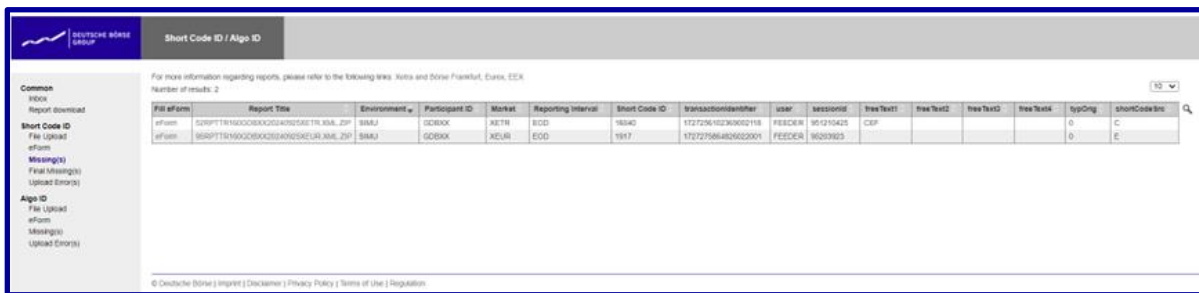 DEUTSCHE BÖRSE
GROUP
Short Code ID / Algo ID
Common
Inbox
Report download
Short Code ID
File Upload
eForm
Missing(s)
Final Missing(s)
Upload Error(s)
Algo ID
File Upload
eForm
Missing(s)
Upload Error(s)
For more information regarding reports, please refer to the following links: Xetra and Börse Frankfurt, Eurex, EEX
Number of results: 2
10
Fill eForm Report Title Environment Participant ID Market Reporting Interval Short Code ID transactionIdentifier user sessionId freeText1 freeText2 freeText3 freeText4 typOrig shortCodeSrc
eForm SIMU GDBXX XETR EOD 16540 FEEDER 951210425 CEF 0 C
eForm SIMU GDBXX XEUR EOD 1917 FEEDER 90203923 0 E
© Deutsche Börse | Imprint | Disclaimer | Privacy Policy | Terms of Use | Regulation